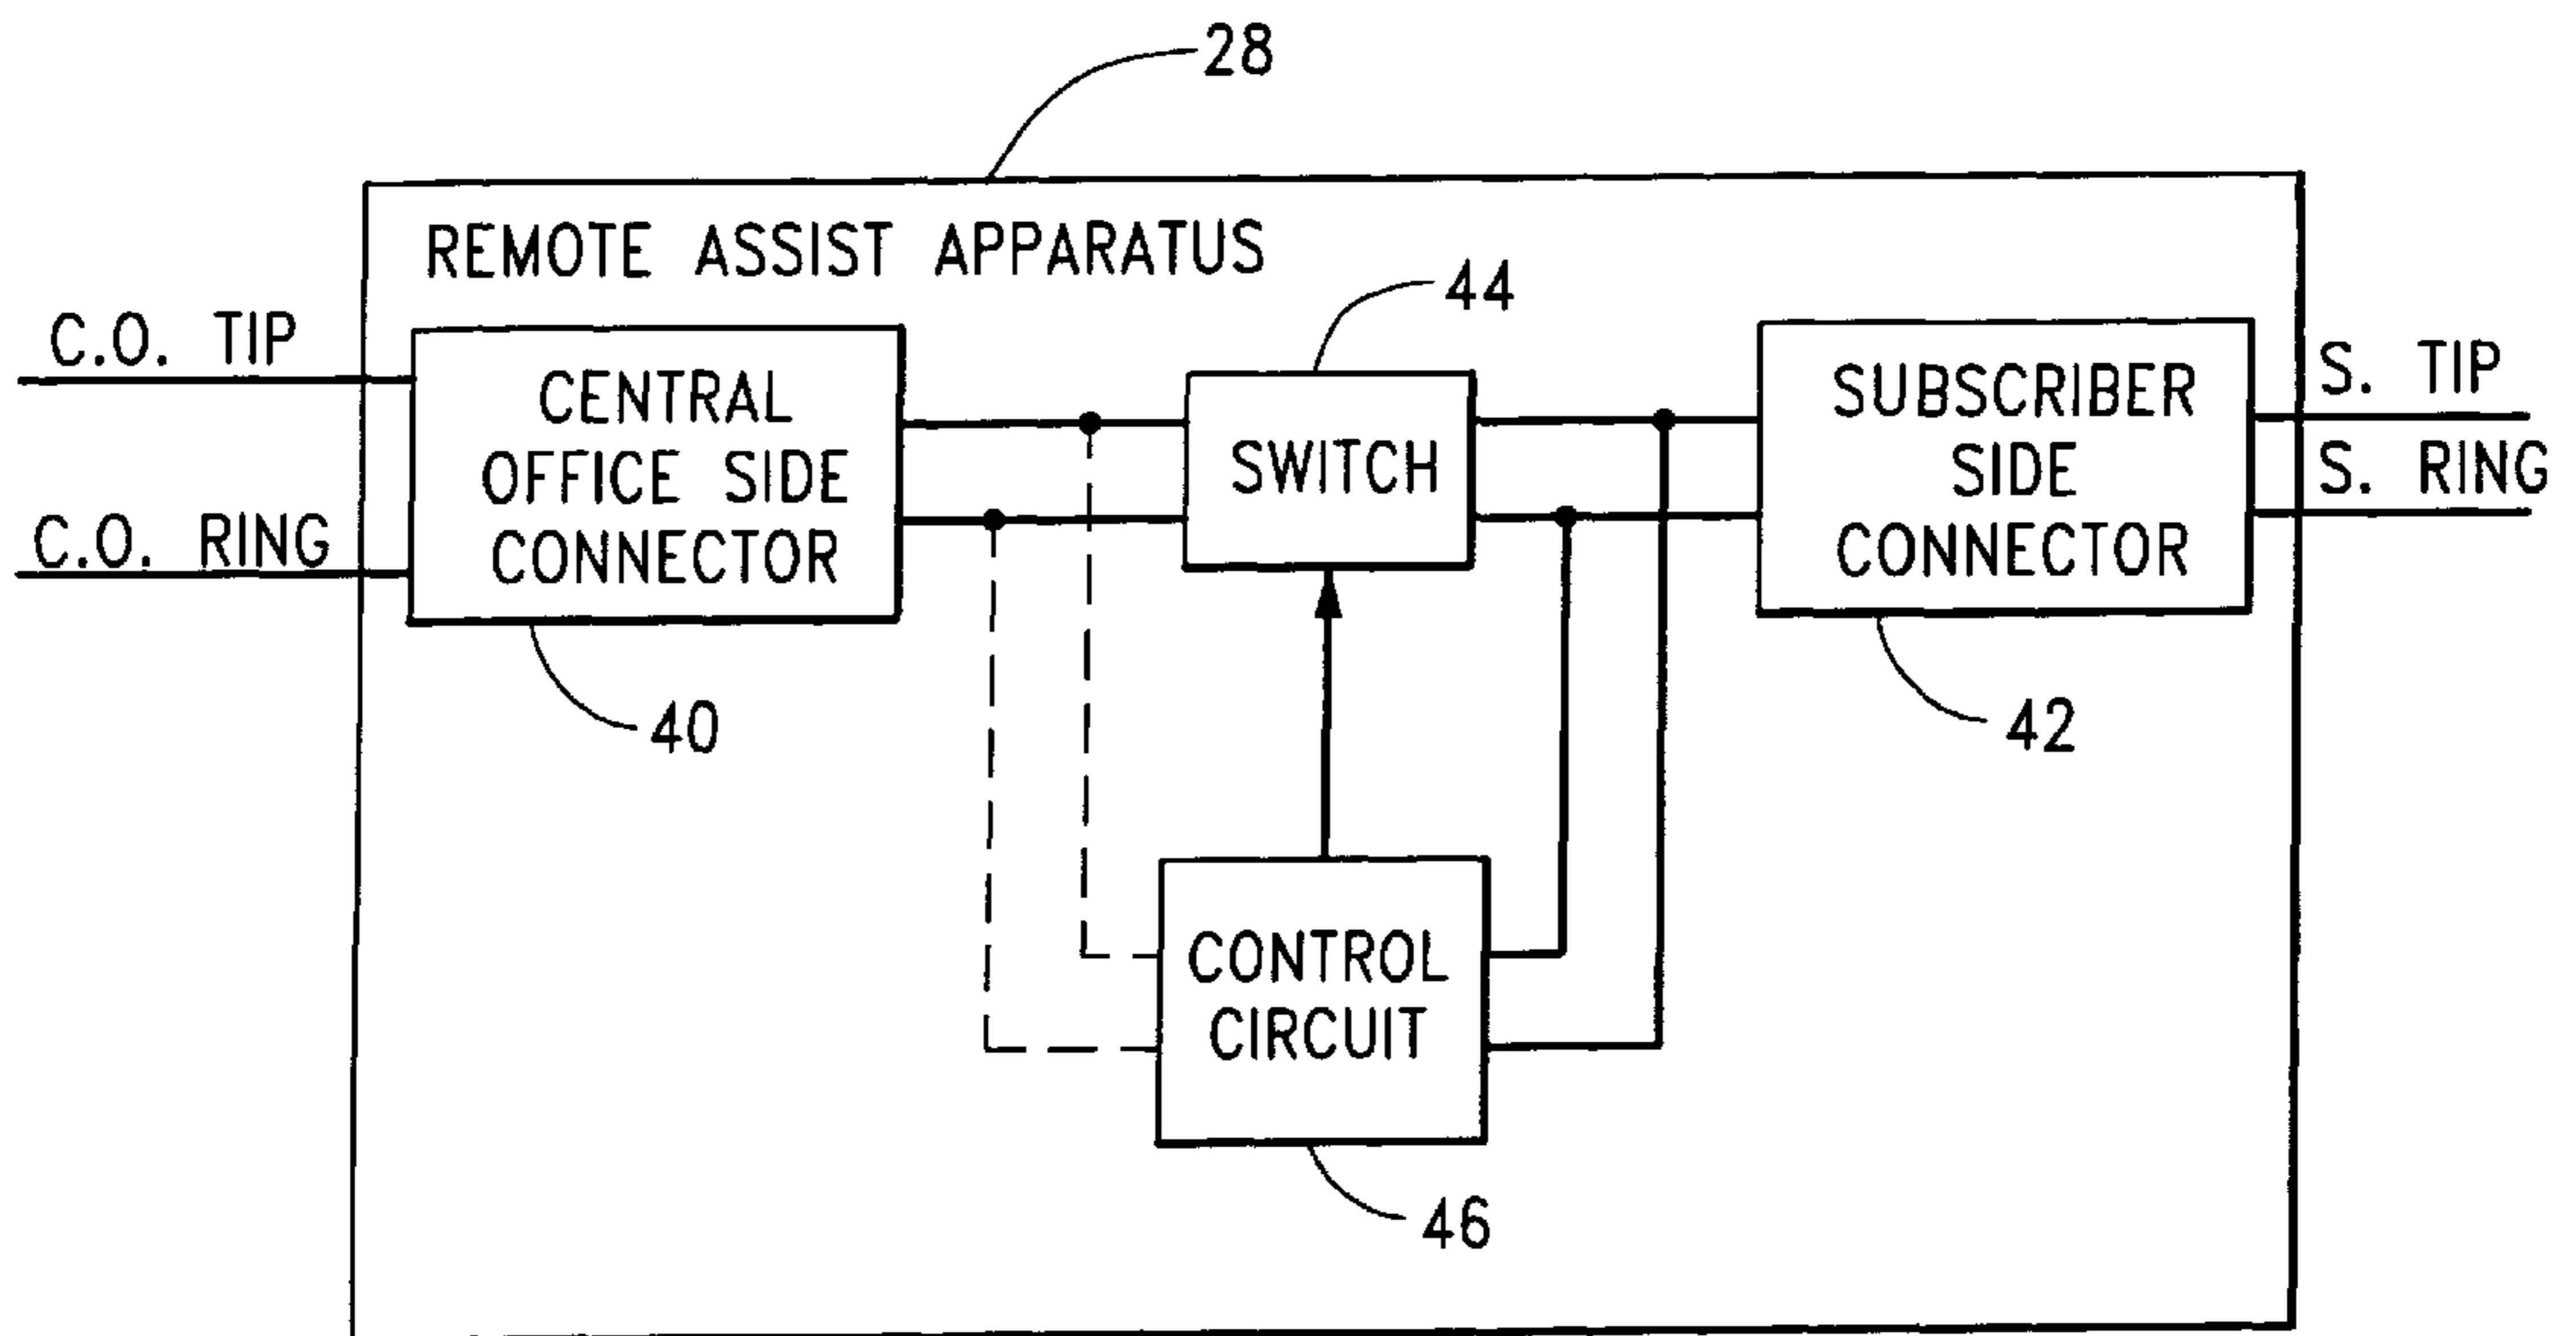 28
REMOTE ASSIST APPARATUS
44
C.O. TIP
C.O. RING
CENTRAL
OFFICE SIDE
CONNECTOR
SWITCH
SUBSCRIBER
SIDE
CONNECTOR
S. TIP
S. RING
40
42
CONTROL
CIRCUIT
46